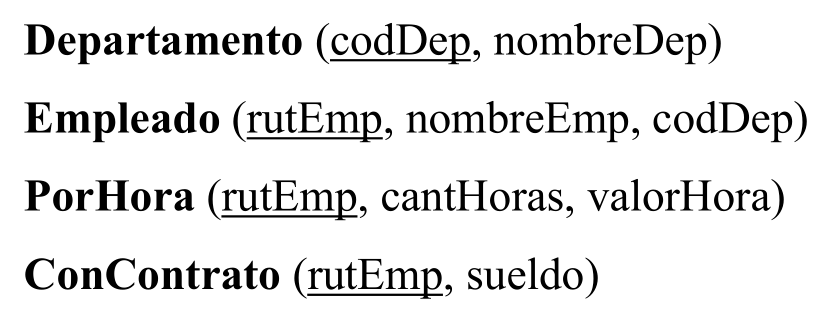 Departamento (codDep, nombreDep)
Empleado (rutEmp, nombreEmp, codDep)
PorHora (rutEmp, cantHoras, valorHora)
ConContrato (rutEmp, sueldo)